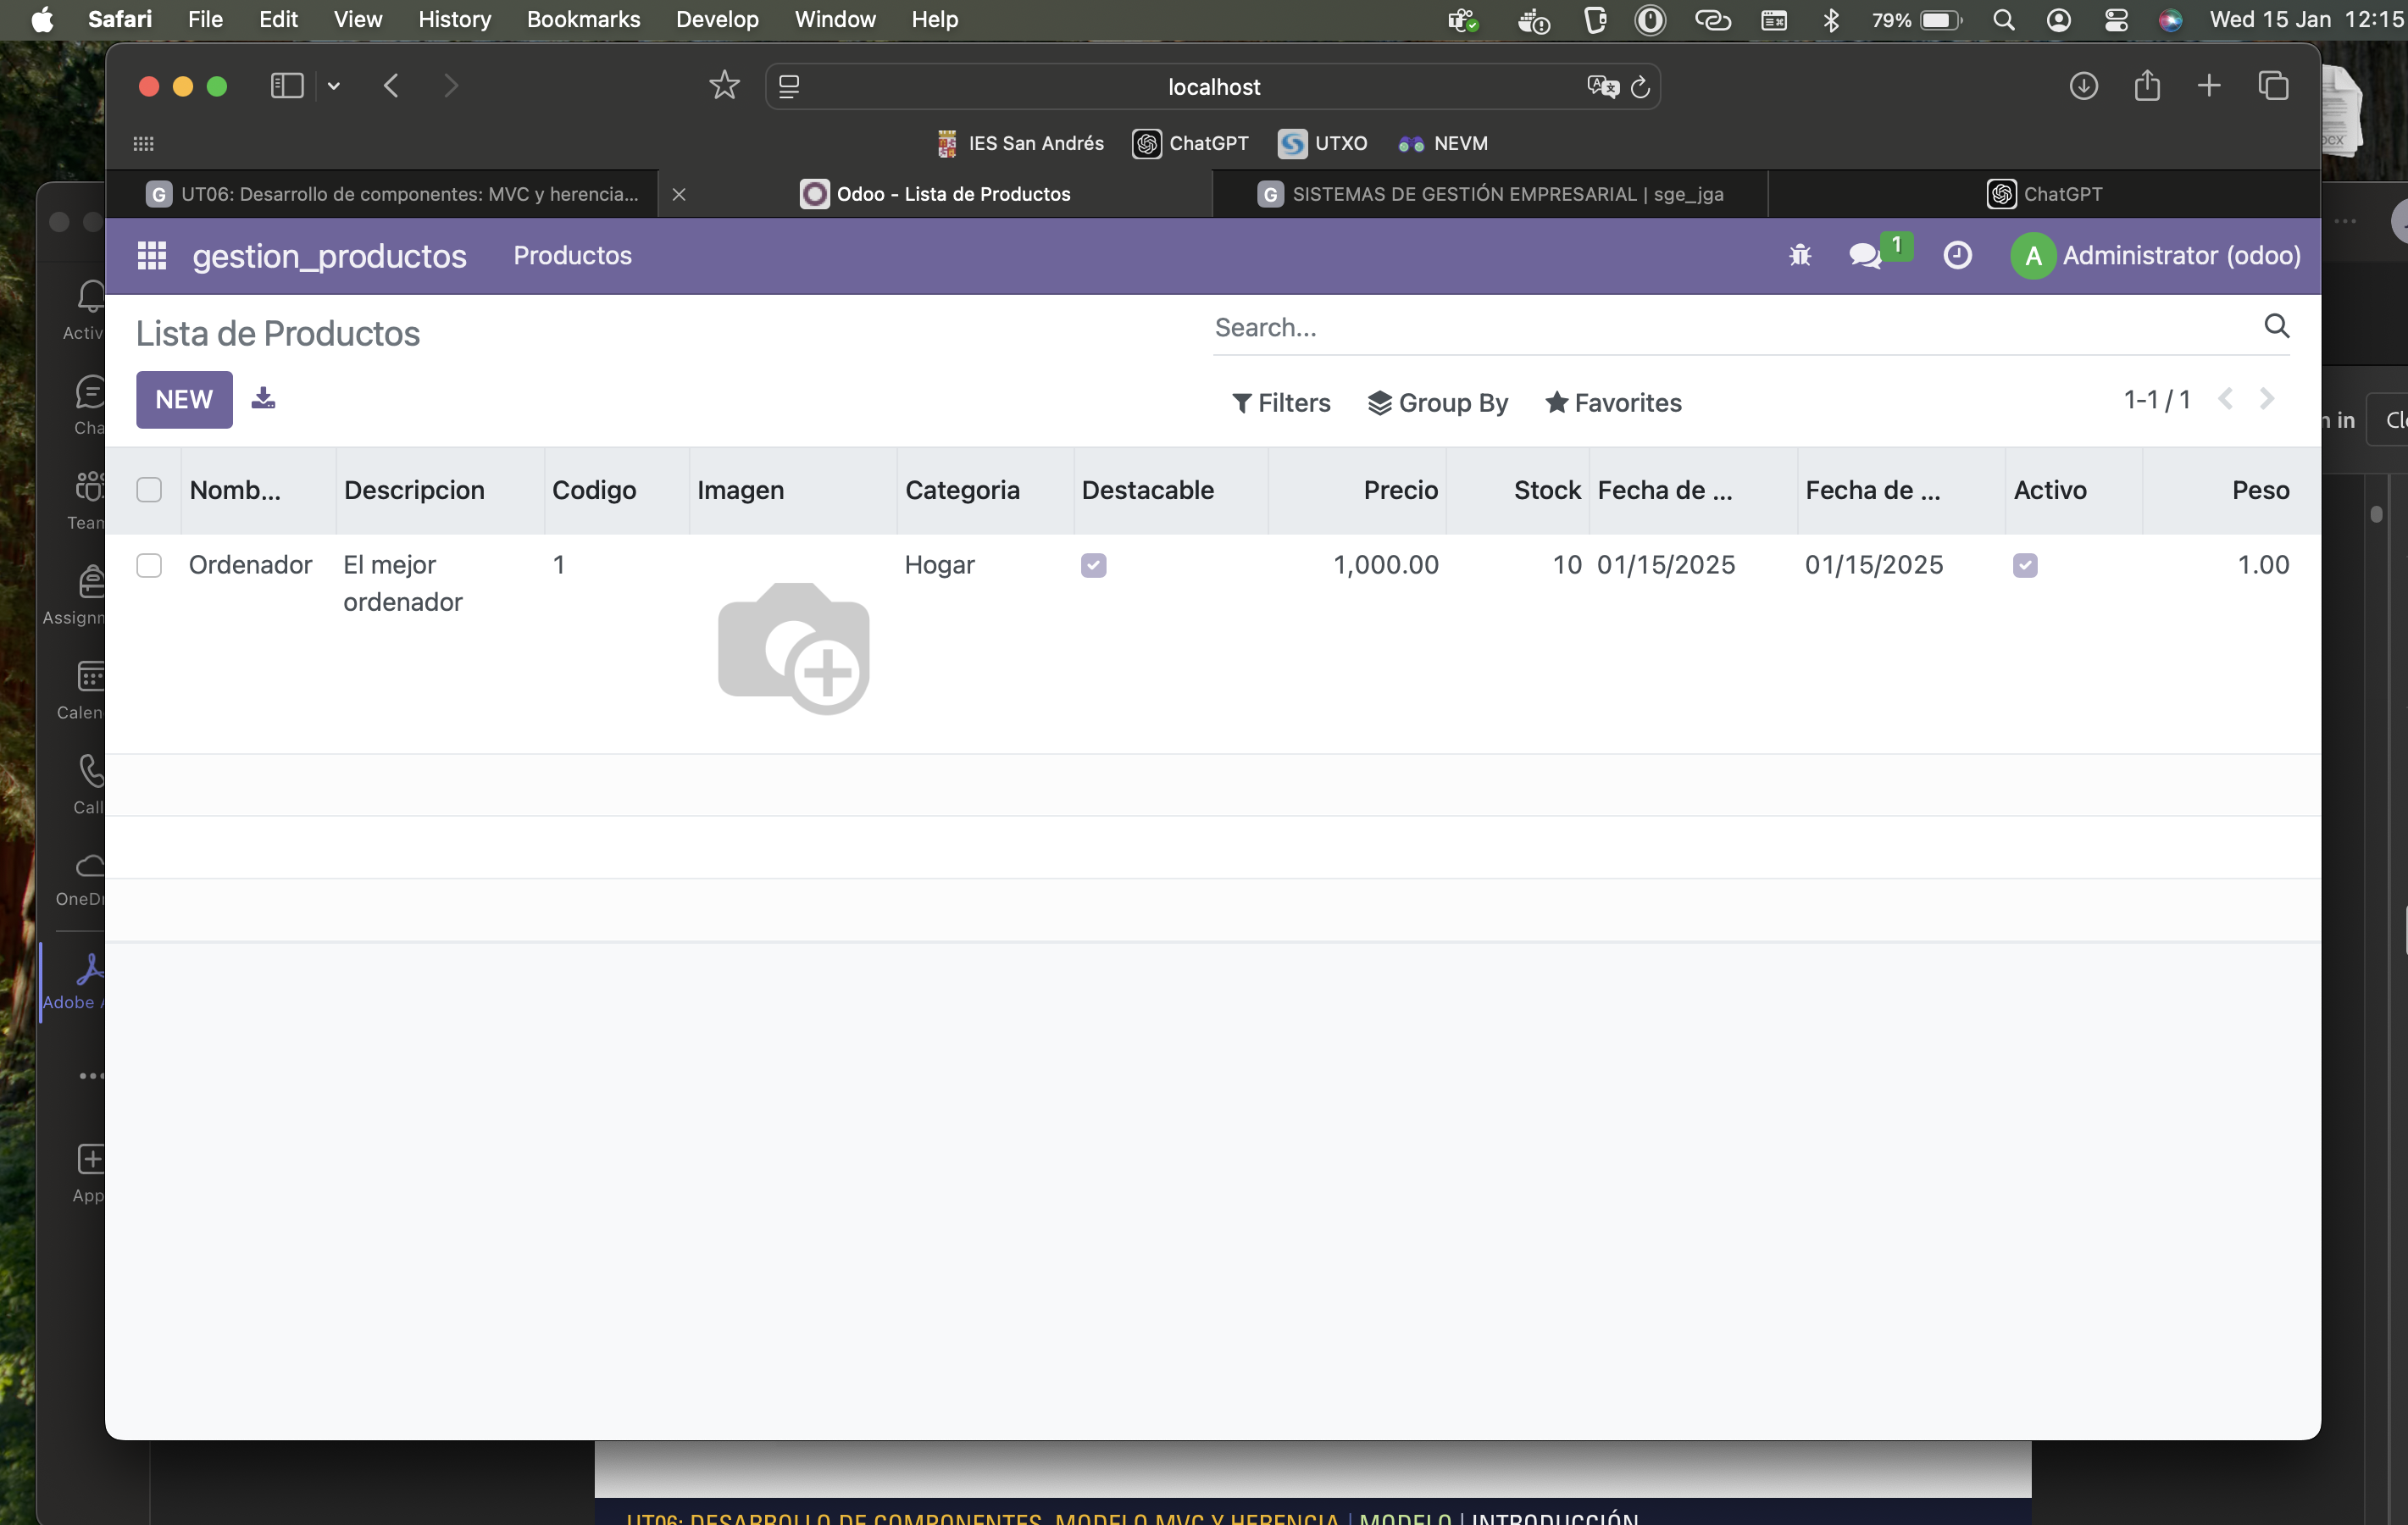 Safari File Edit View History Bookmarks Develop Window Help 79% Wed 15 Jan 12:15
localhost
IES San Andrés ChatGPT UTXO NEVM
UT06: Desarrollo de componentes: MVC y herencia... Odoo - Lista de Productos SISTEMAS DE GESTIÓN EMPRESARIAL | sge_jga ChatGPT
gestion_productos Productos 1 A Administrator (odoo)
Lista de Productos Search...
NEW Filters Group By Favorites 1-1 / 1
Nomb... Descripcion Codigo Imagen Categoria Destacable Precio Stock Fecha de ... Fecha de ... Activo Peso
Ordenador El mejor 1 Hogar 1,000.00 10 01/15/2025 01/15/2025 1.00
ordenador
Activ
Cha
Tean
Assignn
Calen
Call
OneD
Adobe
App
in
Cl
UT06: DESARROLLO DE COMPONENTES. MODELO MVC Y HERENCIA | MODELO | INTRODUCCIÓN